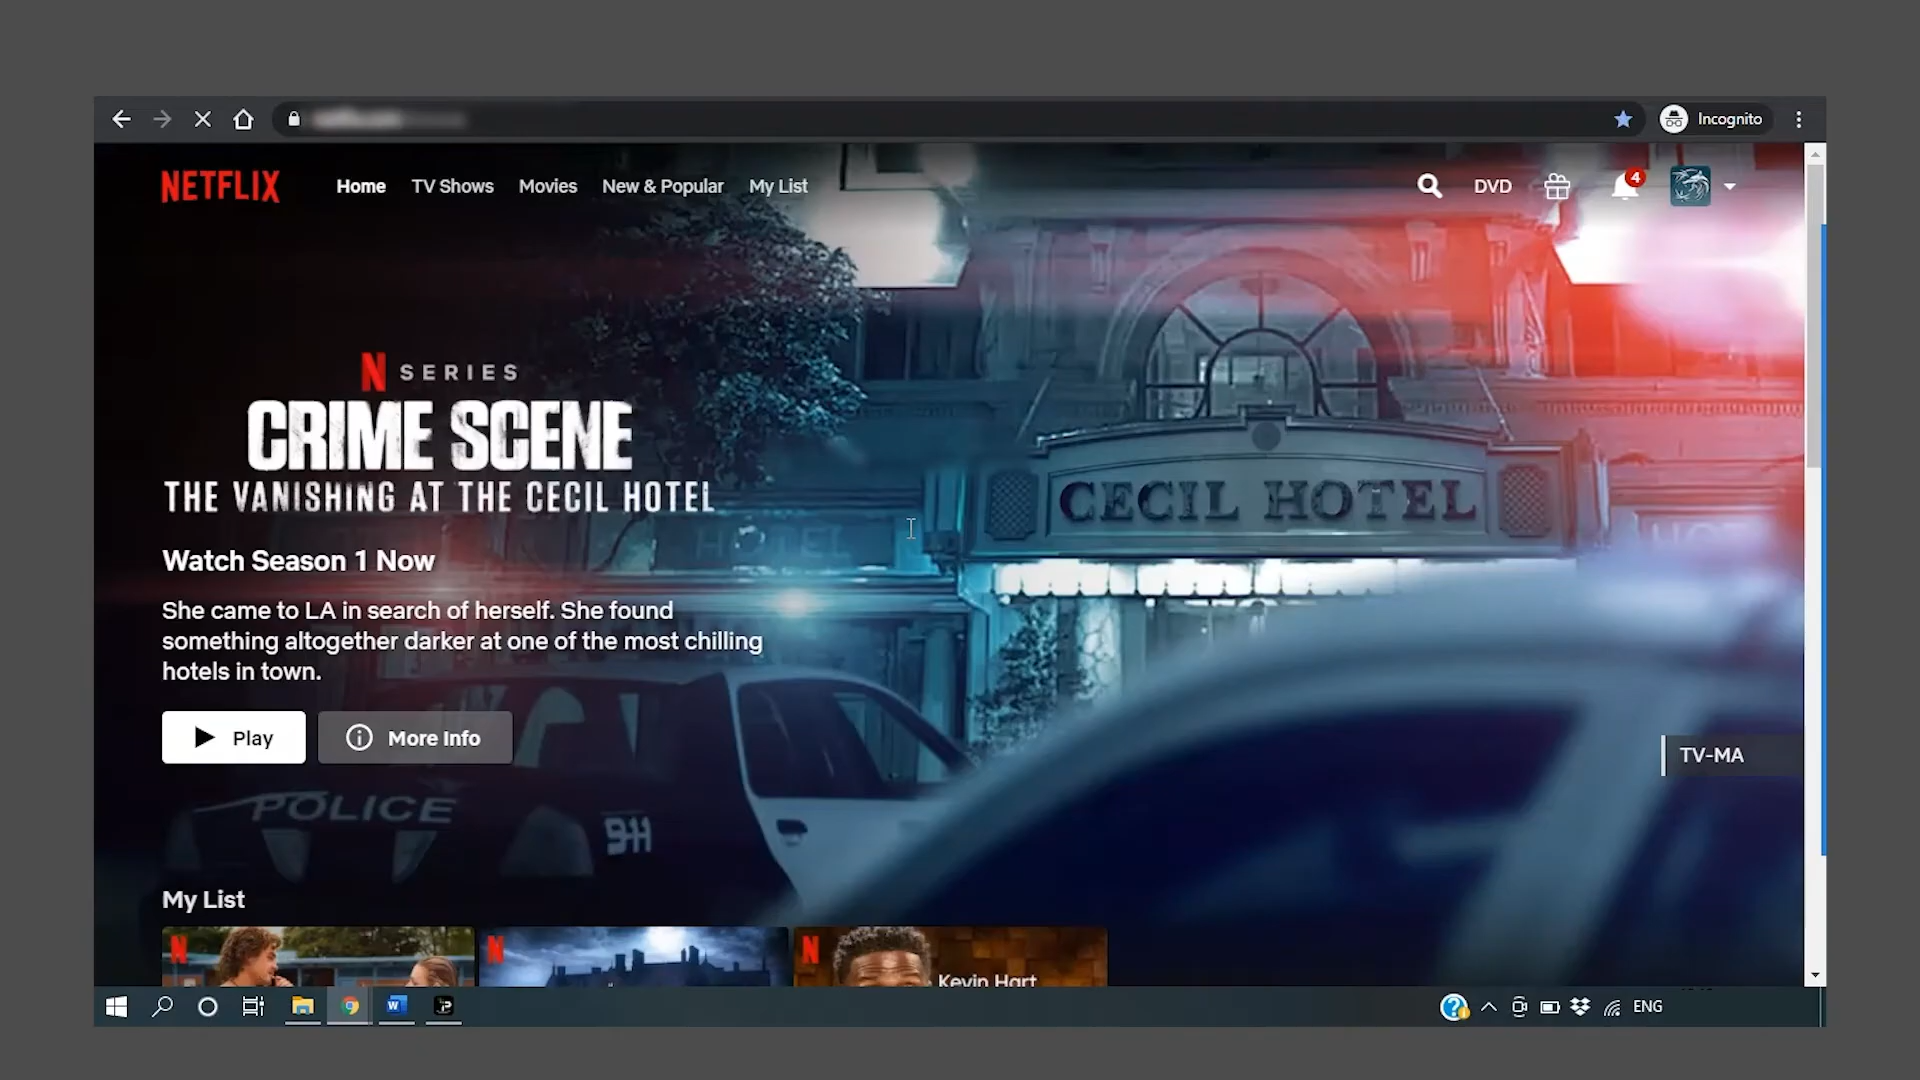 Incognito
NETFLIX
Home
TV Shows
Movies
New & Popular
My List
DVD
4
N SERIES
CRIME SCENE
THE VANISHING AT THE CECIL HOTEL
CECIL HOTEL
HOTEL
Watch Season 1 Now
She came to LA in search of herself. She found
something altogether darker at one of the most chilling
hotels in town.
Play
More Info
TV-MA
POLICE
911
My List
N
N
N
Kevin Hart
ENG